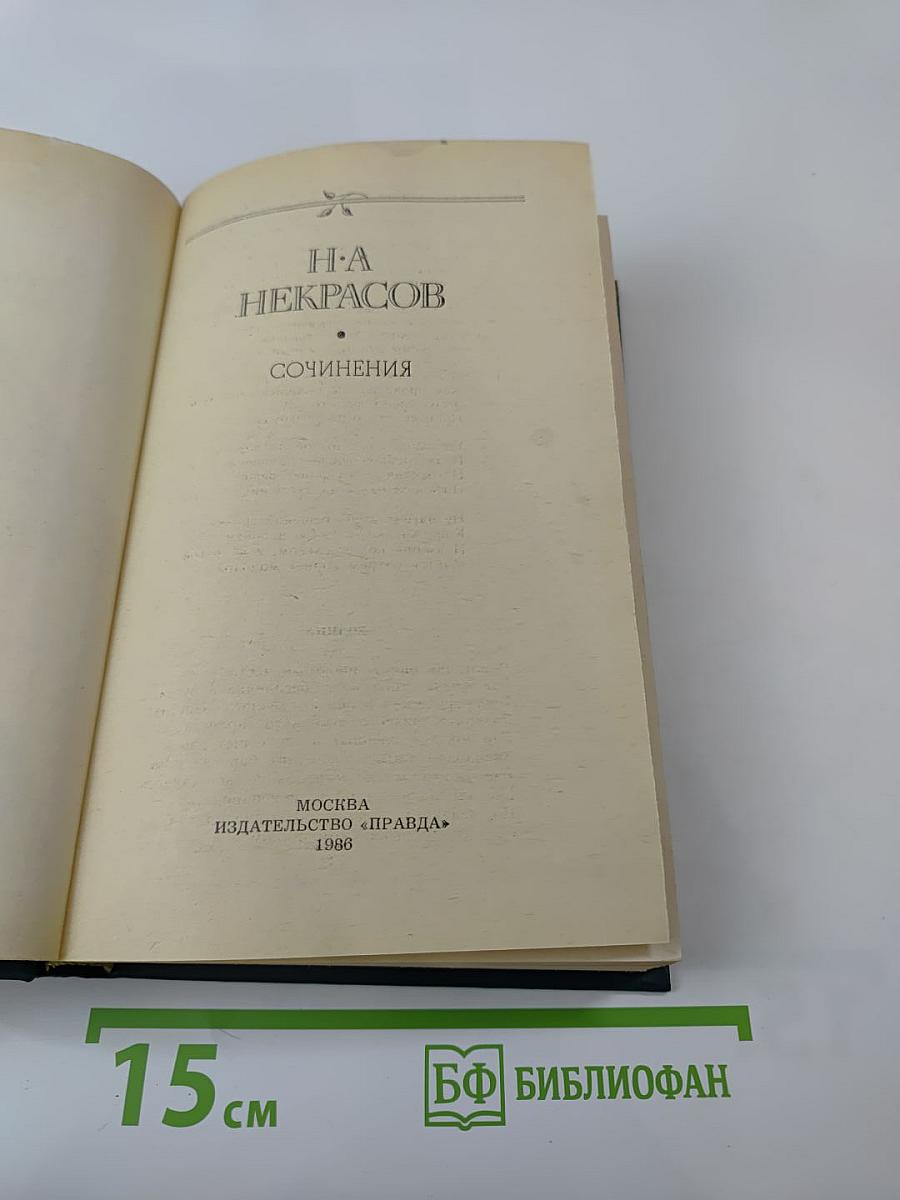 Н·А
НЕКРАСОВ
СОЧИНЕНИЯ
МОСКВА
ИЗДАТЕЛЬСТВО «ПРАВДА»
1986
15 см
БФ БИБЛИОФАН